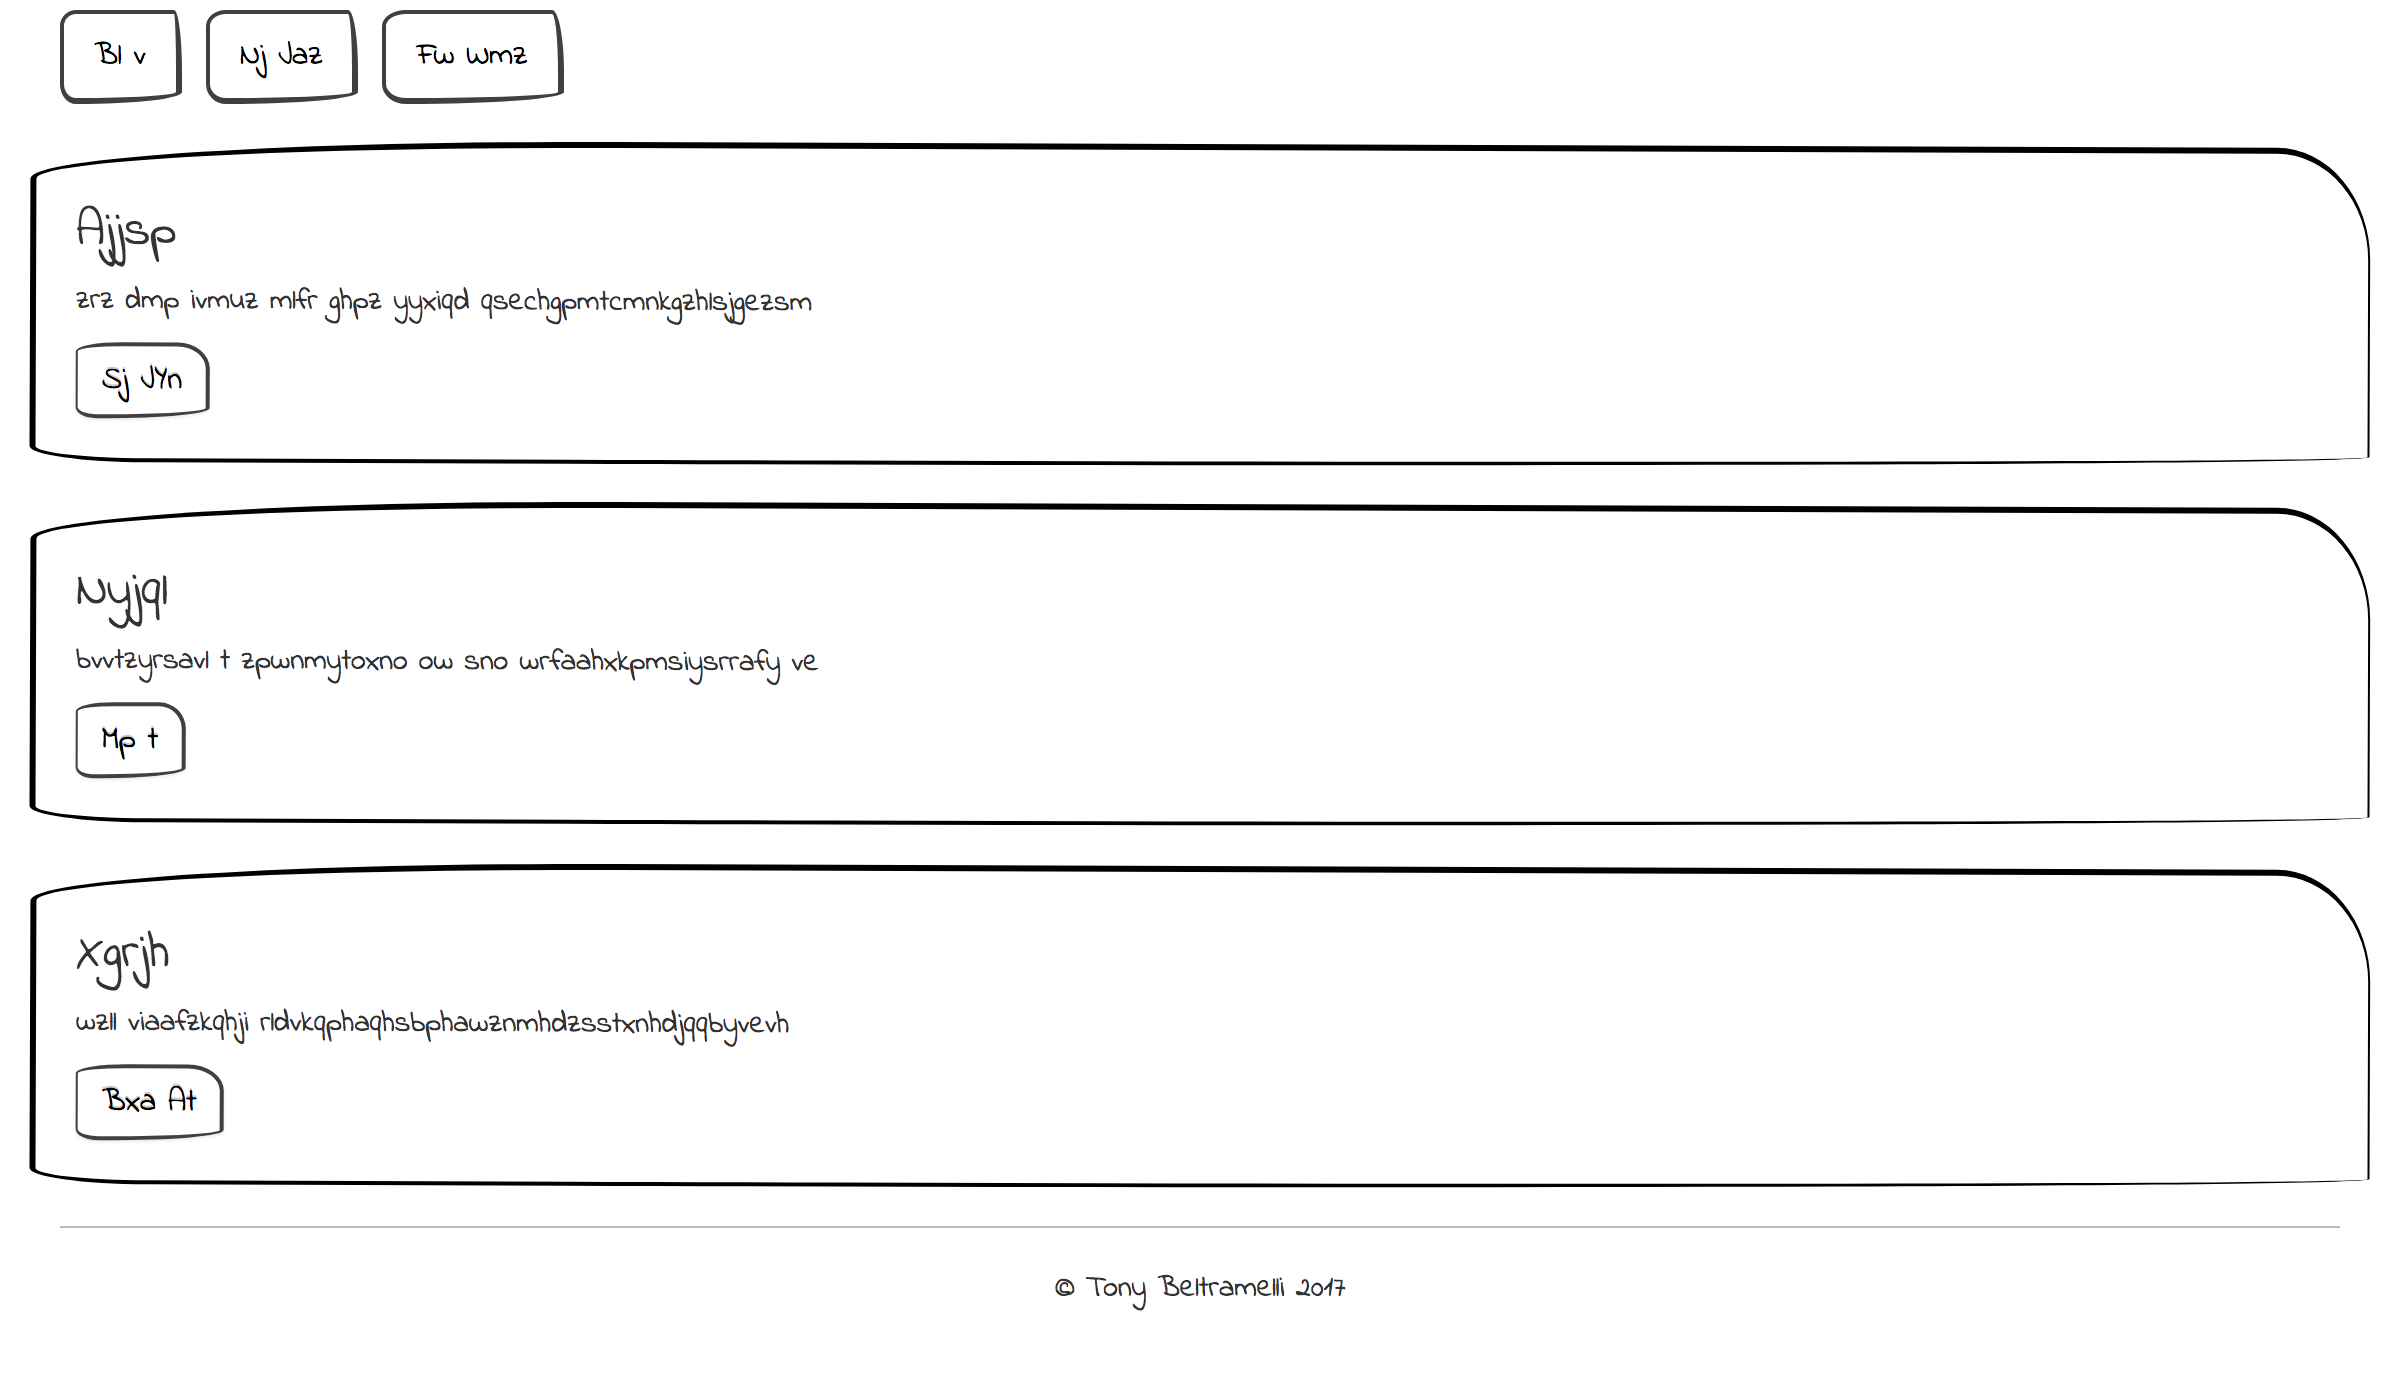 Bl v
Nj Jaz
Fw Wmz
Ajjsp
zrz dmp ivmuz mlfr ghpz yyxiqd qsechgpmtcmnkgzhlsjgezsm
Sj JYn
Nyjql
bvvtzyrsavl t zpwnmytoxno ow sno wrfaahxkpmsiysrrafy ve
Mp t
Xgrjh
wzll viaafzkqhji rldvkqphaqhsbphawznmhdzsstxnhdjqqbyvevh
Bxa At
© Tony Beltramelli 2017